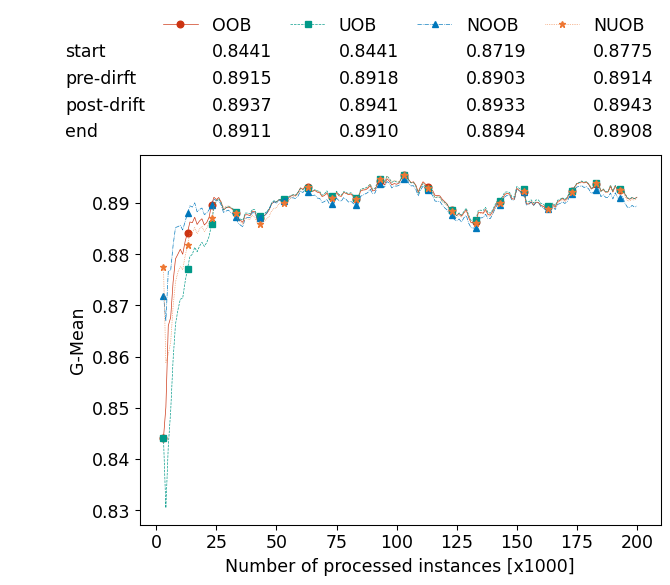 OOB UOB NOOB NUOB
start 0.8441 0.8441 0.8719 0.8775
pre-dirft 0.8915 0.8918 0.8903 0.8914
post-drift 0.8937 0.8941 0.8933 0.8943
end 0.8911 0.8910 0.8894 0.8908
0.89
0.88
0.87
0.86
0.85
0.84
0.83
G-Mean
0 25 50 75 100 125 150 175 200
Number of processed instances [x1000]